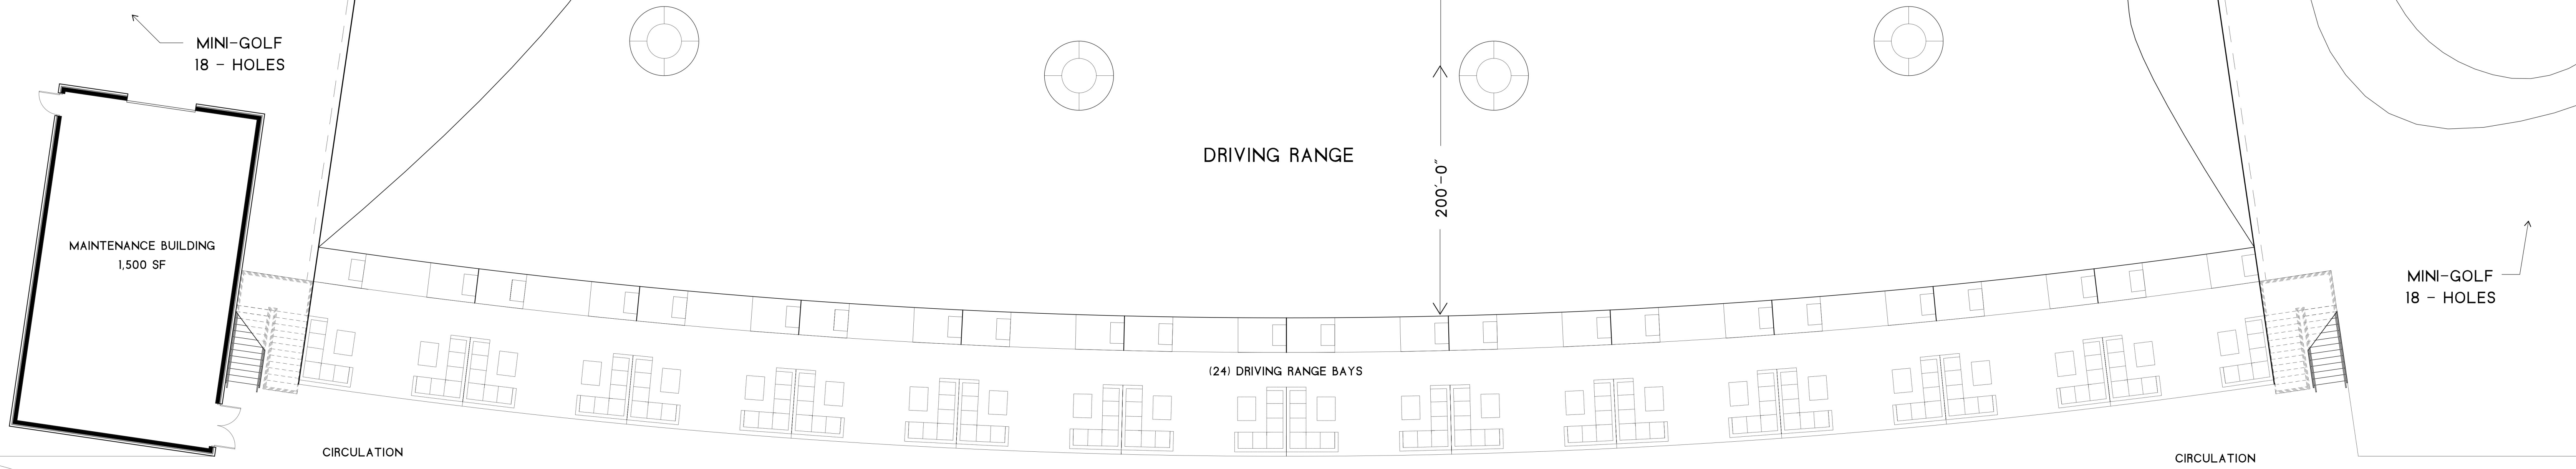 MINI-GOLF
18 - HOLES
DRIVING RANGE
200'-0"
MAINTENANCE BUILDING
1,500 SF
MINI-GOLF
18 - HOLES
(24) DRIVING RANGE BAYS
CIRCULATION
CIRCULATION